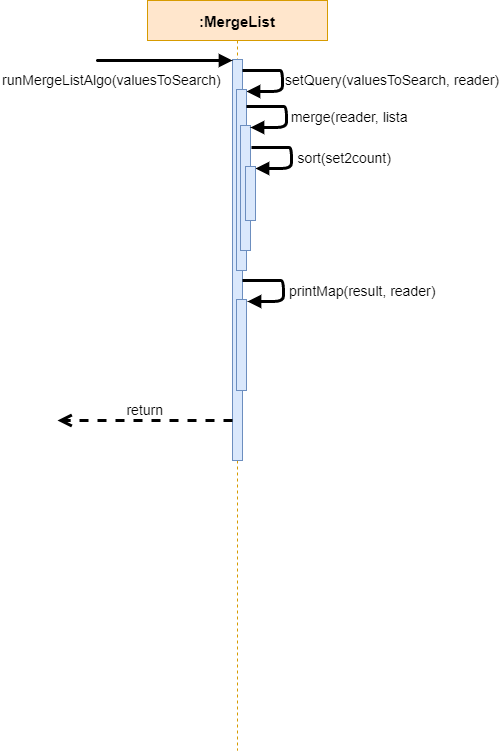 :MergeList
runMergeListAlgo(valuesToSearch)
setQuery(valuesToSearch, reader)
merge(reader, lista
sort(set2count)
printMap(result, reader)
return